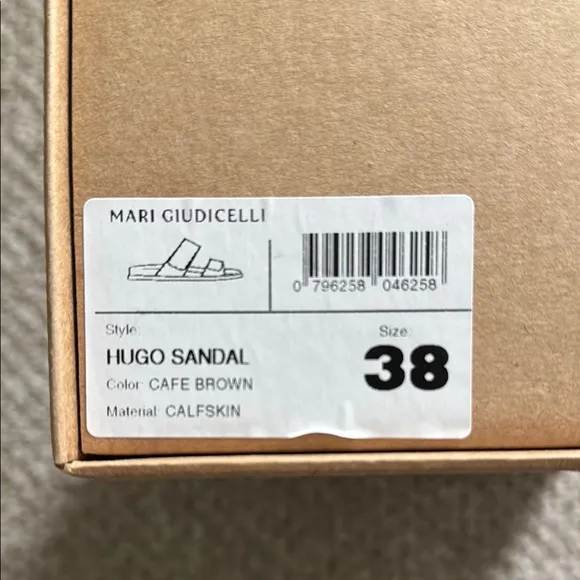 MARI GIUDICELLI
0 796258 046258
Style:
Size:
HUGO SANDAL
38
Color: CAFE BROWN
Material: CALFSKIN